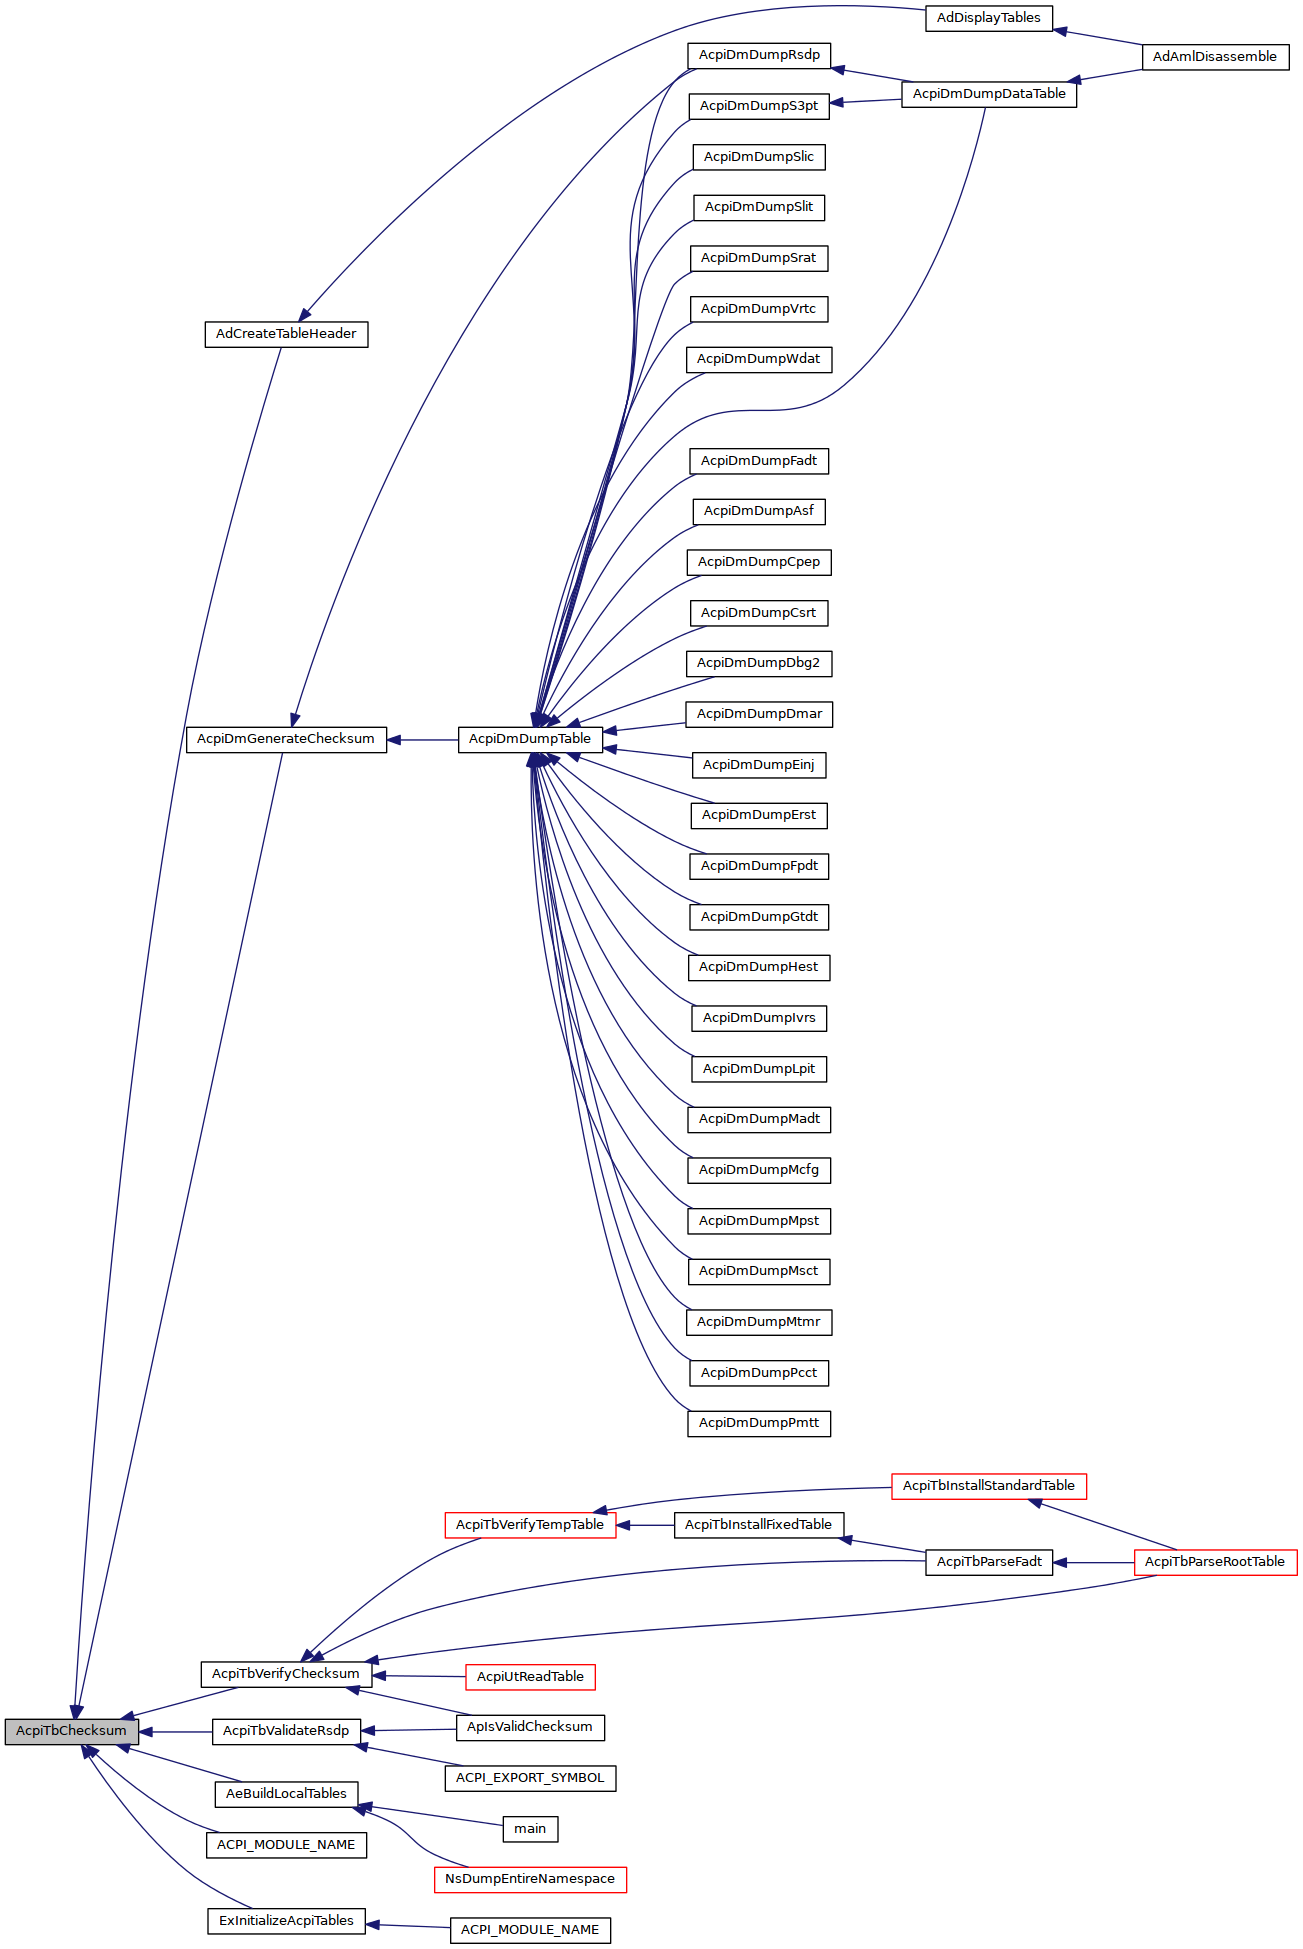 AdDisplayTables
AcpiDmDumpRsdp
AdAmlDisassemble
AcpiDmDumpDataTable
AcpiDmDumpS3pt
AcpiDmDumpSlic
AcpiDmDumpSlit
AcpiDmDumpSrat
AcpiDmDumpVrtc
AdCreateTableHeader
AcpiDmDumpWdat
AcpiDmDumpFadt
AcpiDmDumpAsf
AcpiDmDumpCpep
AcpiDmDumpCsrt
AcpiDmDumpDbg2
AcpiDmDumpDmar
AcpiDmGenerateChecksum
AcpiDmDumpTable
AcpiDmDumpEinj
AcpiDmDumpErst
AcpiDmDumpFpdt
AcpiDmDumpGtdt
AcpiDmDumpHest
AcpiDmDumpIvrs
AcpiDmDumpLpit
AcpiDmDumpMadt
AcpiDmDumpMcfg
AcpiDmDumpMpst
AcpiDmDumpMsct
AcpiDmDumpMtmr
AcpiDmDumpPcct
AcpiDmDumpPmtt
AcpiTbInstallStandardTable
AcpiTbVerifyTempTable
AcpiTbInstallFixedTable
AcpiTbParseFadt
AcpiTbParseRootTable
AcpiTbVerifyChecksum
AcpiUtReadTable
AcpiTbChecksum
AcpiTbValidateRsdp
ApIsValidChecksum
ACPI_EXPORT_SYMBOL
AeBuildLocalTables
main
ACPI_MODULE_NAME
NsDumpEntireNamespace
ExInitializeAcpiTables
ACPI_MODULE_NAME